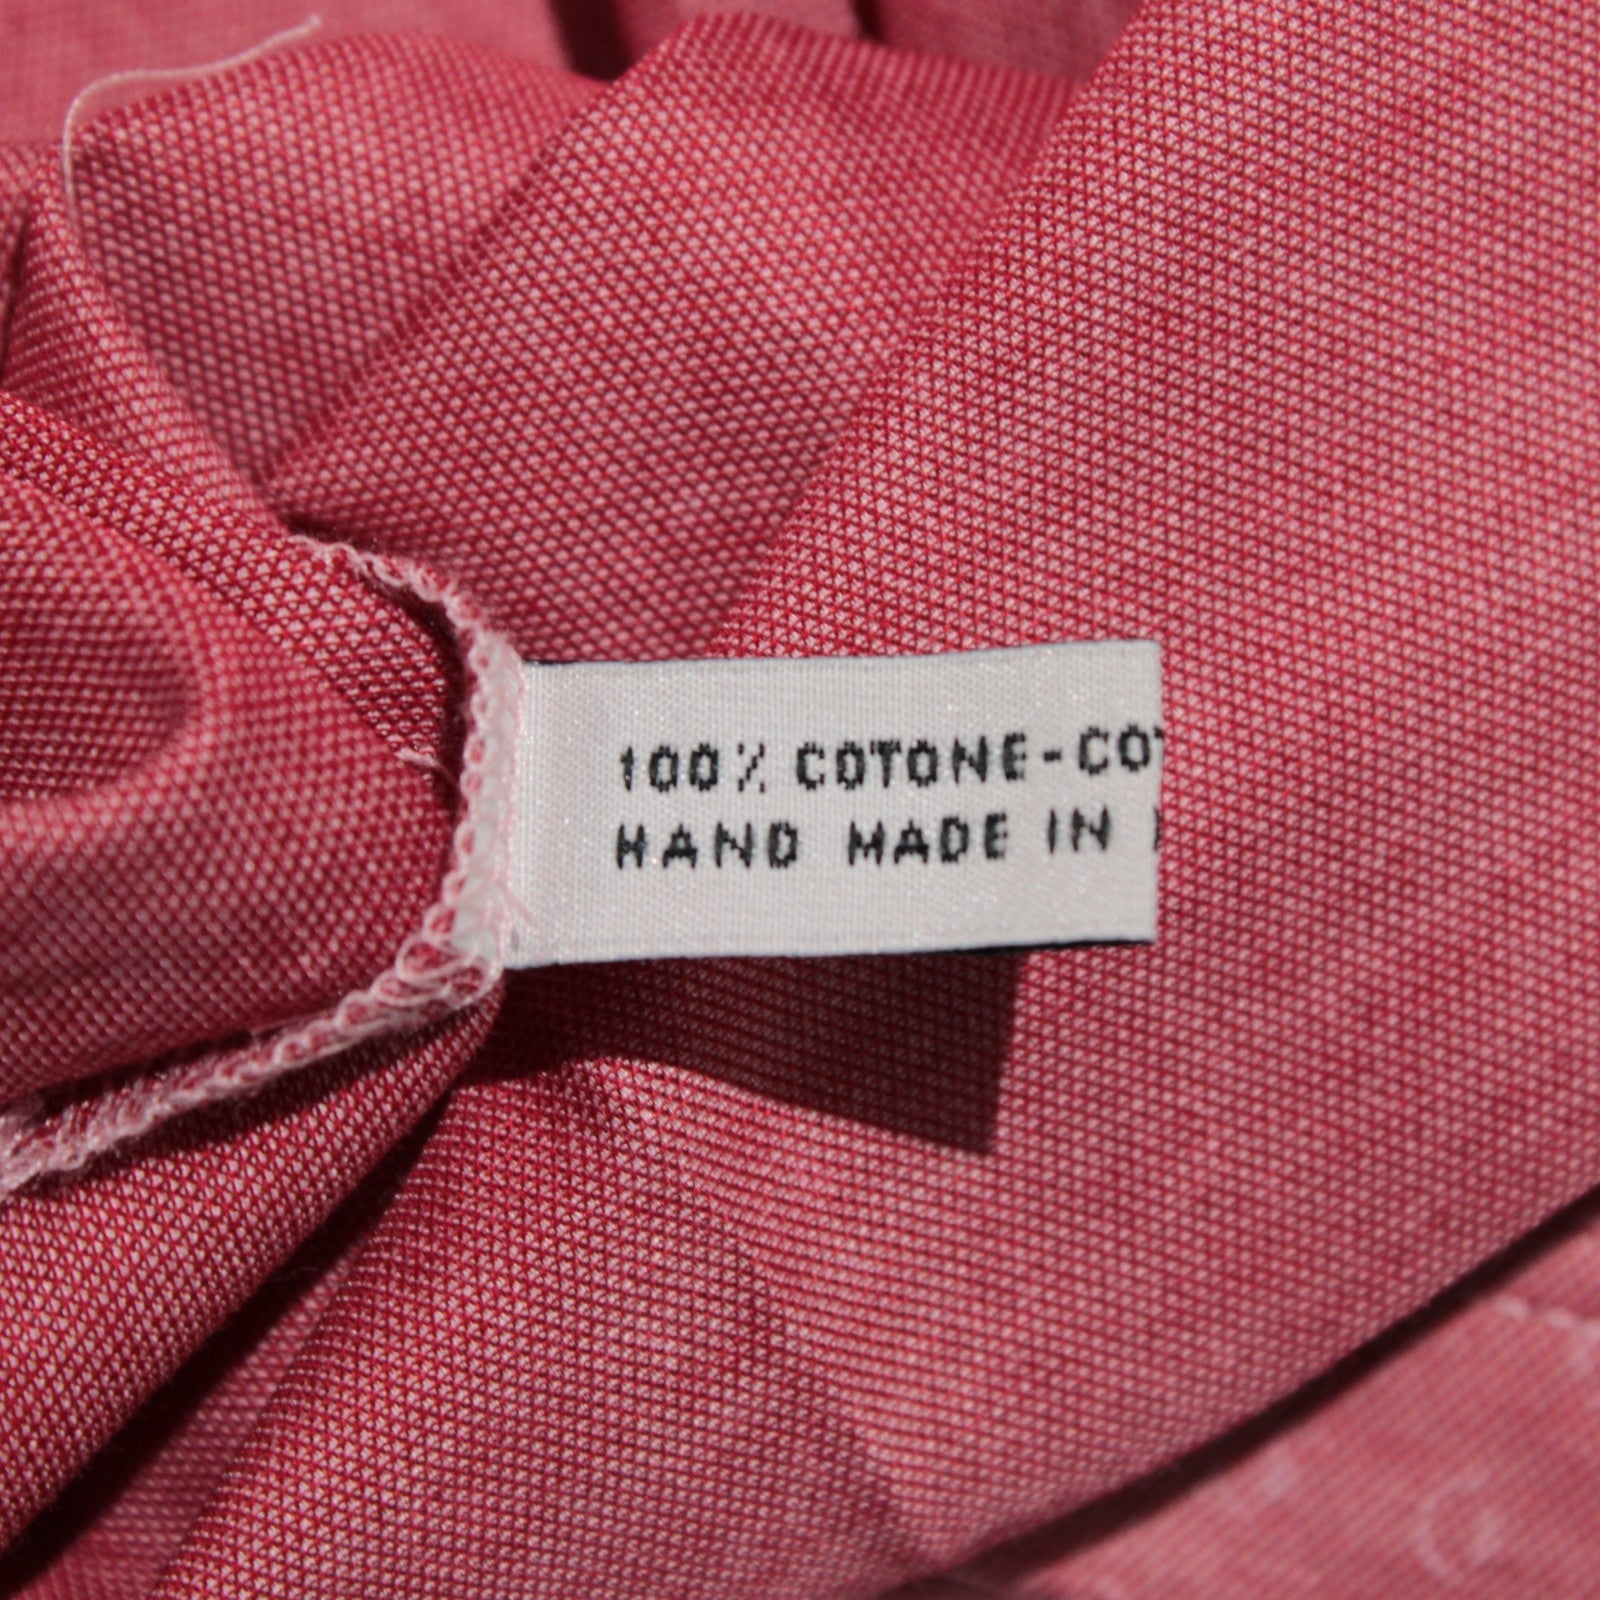 100% COTONE-COT
HAND MADE IN